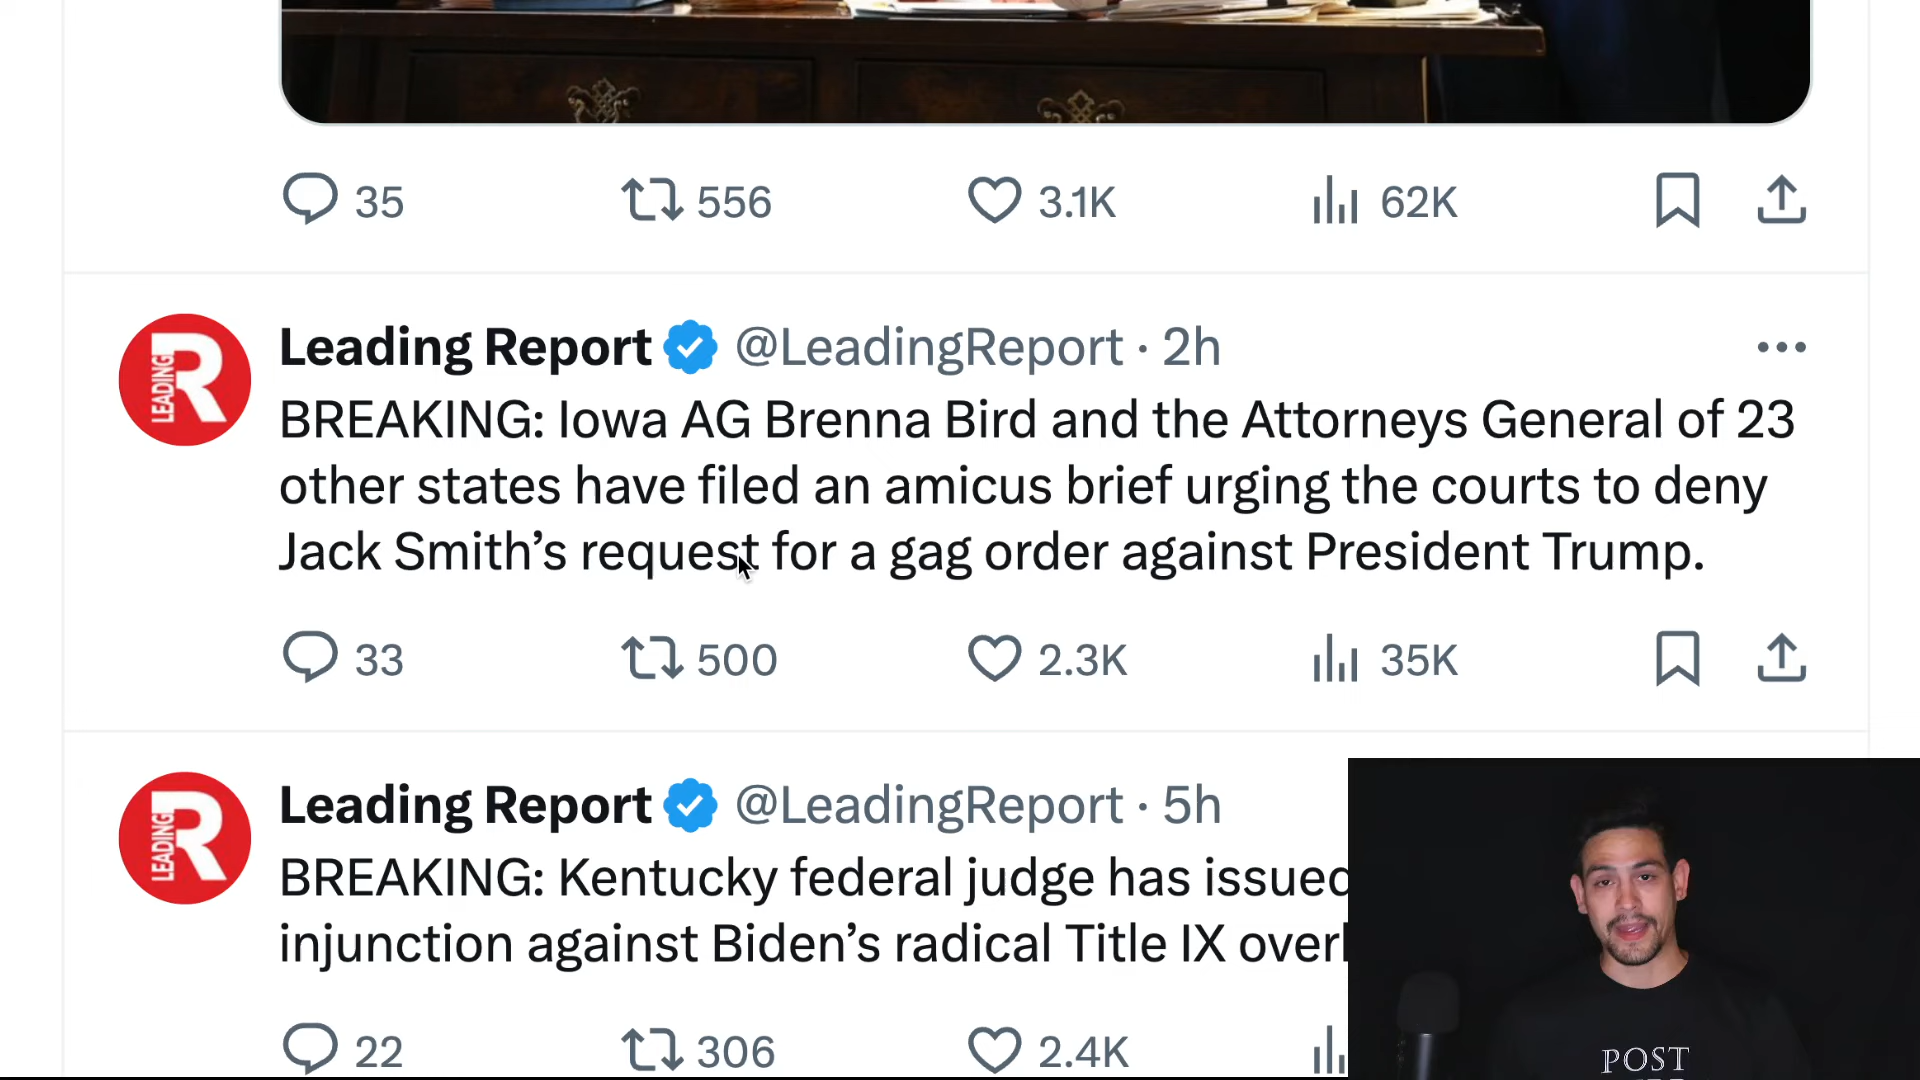 35 556 3.1K 62K
LEADING R
Leading Report @LeadingReport · 2h
BREAKING: Iowa AG Brenna Bird and the Attorneys General of 23
other states have filed an amicus brief urging the courts to deny
Jack Smith’s request for a gag order against President Trump.
33 500 2.3K 35K
LEADING R
Leading Report @LeadingReport · 5h
BREAKING: Kentucky federal judge has issued
injunction against Biden’s radical Title IX
22 306 2.4K
POST